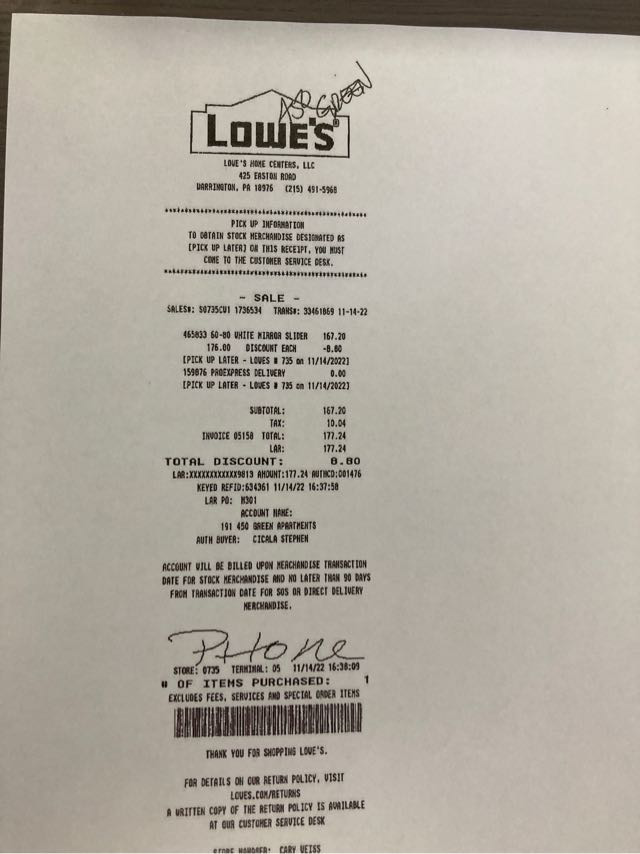 450 GREEN
LOWE'S
LOWE'S HOME CENTERS, LLC
425 EASTON ROAD
WARRINGTON, PA 18976 (215) 491-5968
PICK UP INFORMATION
TO OBTAIN STOCK MERCHANDISE DESIGNATED AS
[PICK UP LATER] ON THIS RECEIPT, YOU MUST
COME TO THE CUSTOMER SERVICE DESK.
- SALE -
SALES#: S0735CU1 1736534 TRANS#: 33461869 11-14-22
465833 60-80 WHITE MIRROR SLIDER 167.20
176.00 DISCOUNT EACH -8.80
[PICK UP LATER - LOWES # 735 on 11/14/2022]
159876 PROEXPRESS DELIVERY 0.00
[PICK UP LATER - LOWES # 735 on 11/14/2022]
SUBTOTAL: 167.20
TAX: 10.04
INVOICE 05158 TOTAL: 177.24
LAR: 177.24
TOTAL DISCOUNT: 8.80
LAR:XXXXXXXXXXXX9813 AMOUNT:177.24 AUTHCD:001476
KEYED REFID:634361 11/14/22 16:37:58
LAR PO: M301
ACCOUNT NAME:
191 450 GREEN APARTMENTS
AUTH BUYER: CICALA STEPHEN
ACCOUNT WILL BE BILLED UPON MERCHANDISE TRANSACTION
DATE FOR STOCK MERCHANDISE AND NO LATER THAN 90 DAYS
FROM TRANSACTION DATE FOR SOS OR DIRECT DELIVERY
MERCHANDISE.
PHONE
STORE: 0735 TERMINAL: 05 11/14/22 16:38:09
# OF ITEMS PURCHASED: 1
EXCLUDES FEES, SERVICES AND SPECIAL ORDER ITEMS
THANK YOU FOR SHOPPING LOWE'S.
FOR DETAILS ON OUR RETURN POLICY, VISIT
LOWES.COM/RETURNS
A WRITTEN COPY OF THE RETURN POLICY IS AVAILABLE
AT OUR CUSTOMER SERVICE DESK
STORE MANAGER: CARY WEISS